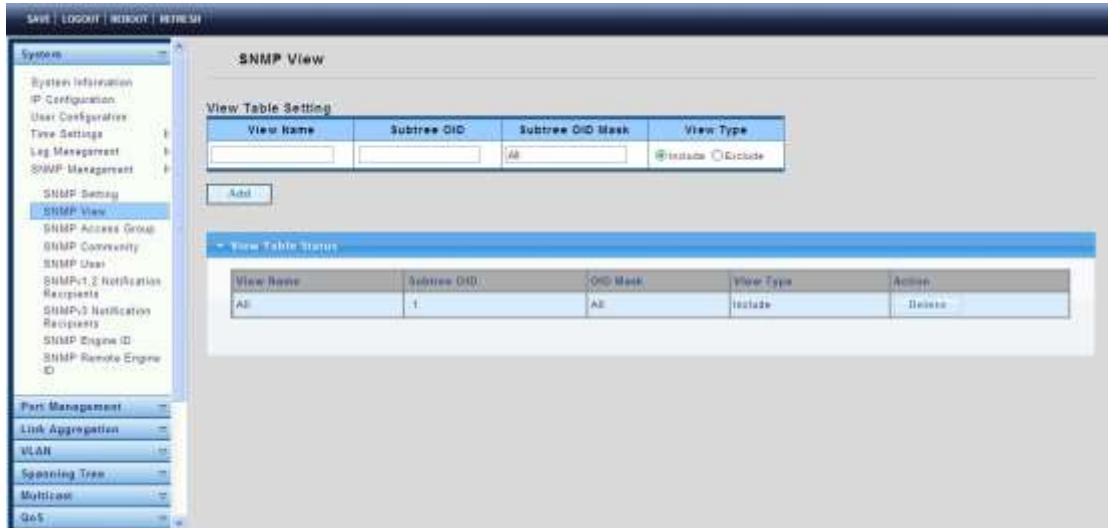 SAVE | LOGOUT | REBOOT | REFRESH
System
System Information
IP Configuration
User Configuration
Time Settings
Log Management
SNMP Management
SNMP Setting
SNMP View
SNMP Access Group
SNMP Community
SNMP User
SNMPv1,2 Notification
Recipients
SNMPv3 Notification
Recipients
SNMP Engine ID
SNMP Remote Engine
ID
Port Management
Link Aggregation
VLAN
Spanning Tree
Multicast
QoS
SNMP View
View Table Setting
View Name Subtree OID Subtree OID Mask View Type
All Include Exclude
Add
View Table Status
View Name Subtree OID OID Mask View Type Action
All .1 All Include Delete